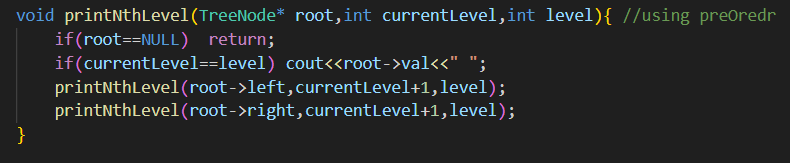 void printNthLevel(TreeNode* root,int currentLevel,int level){ //using preOredr
    if(root==NULL)  return;
    if(currentLevel==level) cout<<root->val<<" ";
    printNthLevel(root->left,currentLevel+1,level);
    printNthLevel(root->right,currentLevel+1,level);
}